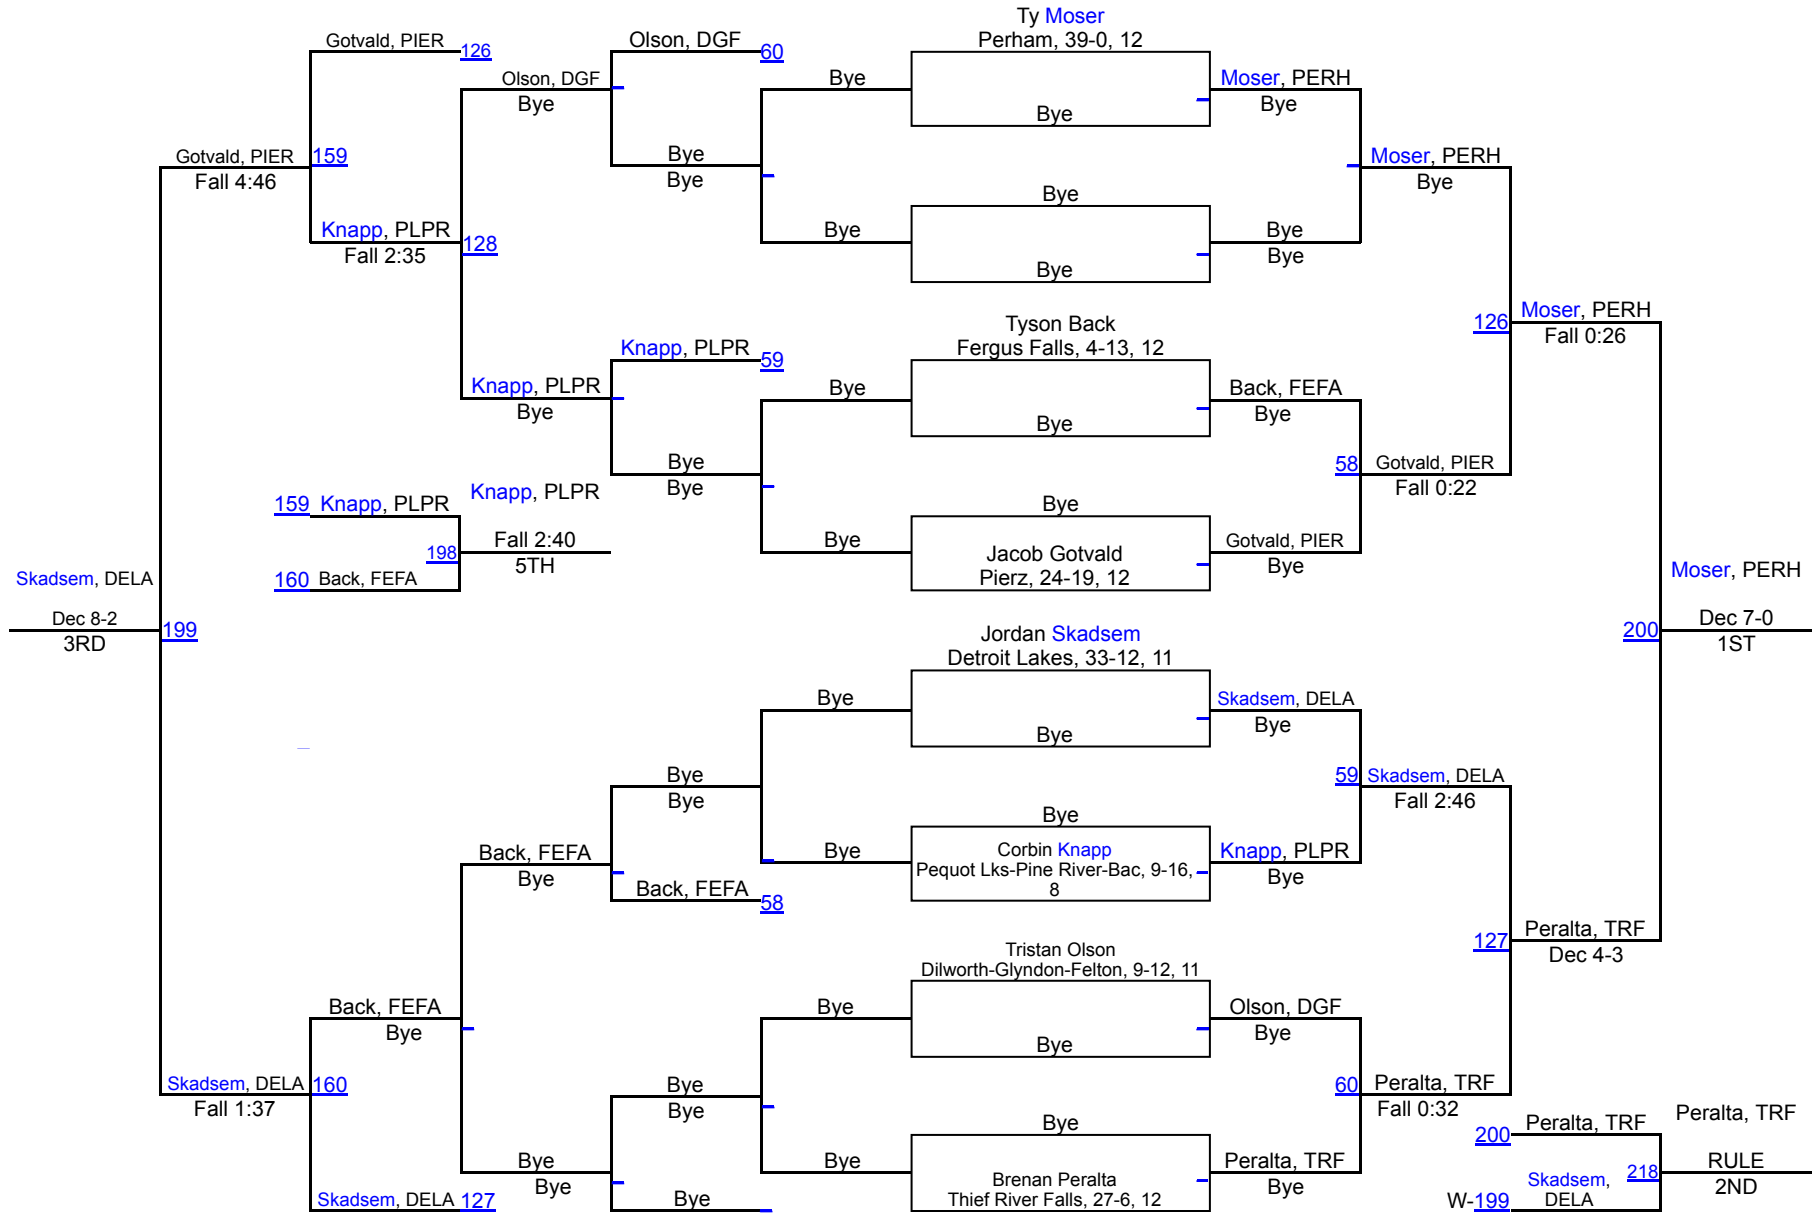 Ty Moser
Perham, 39-0, 12
Gotvald, PIER
126
Olson, DGF
60
Olson, DGF
Bye
Bye
Bye
Moser, PERH
Bye
Gotvald, PIER
159
Fall 4:46
Bye
Bye
Moser, PERH
Bye
Knapp, PLPR
Fall 2:35
128
Bye
Bye
Bye
Bye
Bye
Tyson Back
Fergus Falls, 4-13, 12
126
Moser, PERH
Fall 0:26
Knapp, PLPR
59
Knapp, PLPR
Bye
Bye
Bye
Back, FEFA
Bye
Bye
Bye
58
Gotvald, PIER
Fall 0:22
159
Knapp, PLPR
Knapp, PLPR
Fall 2:40
198
5TH
160
Back, FEFA
Bye
Bye
Jacob Gotvald
Pierz, 24-19, 12
Gotvald, PIER
Bye
Skadsem, DELA
Dec 8-2
3RD
199
Moser, PERH
Dec 7-0
200
1ST
Jordan Skadsem
Detroit Lakes, 33-12, 11
Bye
Bye
Skadsem, DELA
Bye
Bye
Bye
59
Skadsem, DELA
Fall 2:46
Back, FEFA
Bye
Bye
Bye
Corbin Knapp
Pequot Lks-Pine River-Bac, 9-16,
8
Knapp, PLPR
Bye
Back, FEFA
58
127
Peralta, TRF
Dec 4-3
Tristan Olson
Dilworth-Glyndon-Felton, 9-12, 11
Back, FEFA
Bye
Bye
Bye
Olson, DGF
Bye
Skadsem, DELA
160
Fall 1:37
Bye
Bye
60
Peralta, TRF
Fall 0:32
Bye
Bye
Bye
Bye
Brenan Peralta
Thief River Falls, 27-6, 12
Peralta, TRF
Bye
Skadsem, DELA
127
Bye
200
Peralta, TRF
Peralta, TRF
218
RULE
2ND
W-199
Skadsem,
DELA